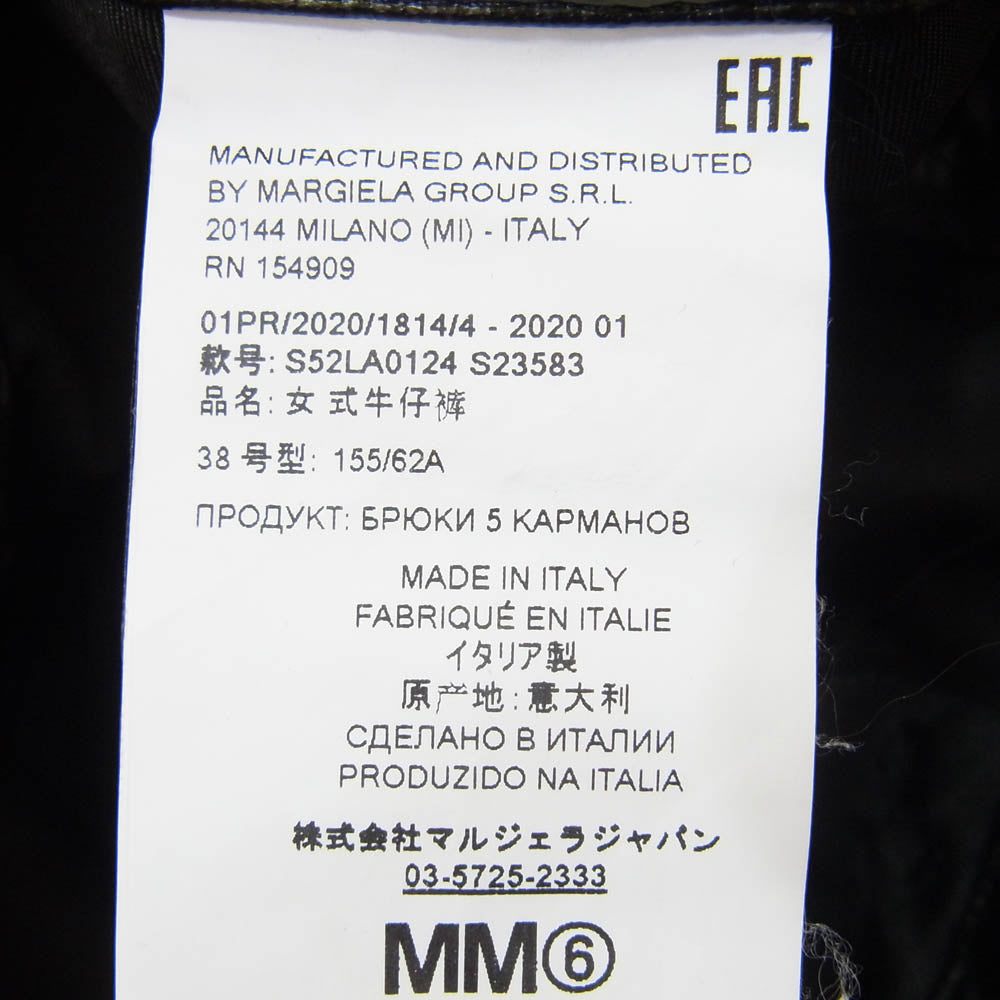 EAC
MANUFACTURED AND DISTRIBUTED
BY MARGIELA GROUP S.R.L.
20144 MILANO (MI) - ITALY
RN 154909
01PR/2020/1814/4 - 2020 01
款号: S52LA0124 S23583
品名: 女式牛仔裤
38 号型: 155/62A
ПРОДУКТ: БРЮКИ 5 КАРМАНОВ
MADE IN ITALY
FABRIQUÉ EN ITALIE
イタリア製
原产地: 意大利
СДЕЛАНО В ИТАЛИИ
PRODUZIDO NA ITALIA
株式会社マルジェラジャパン
03-5725-2333
MM⑥